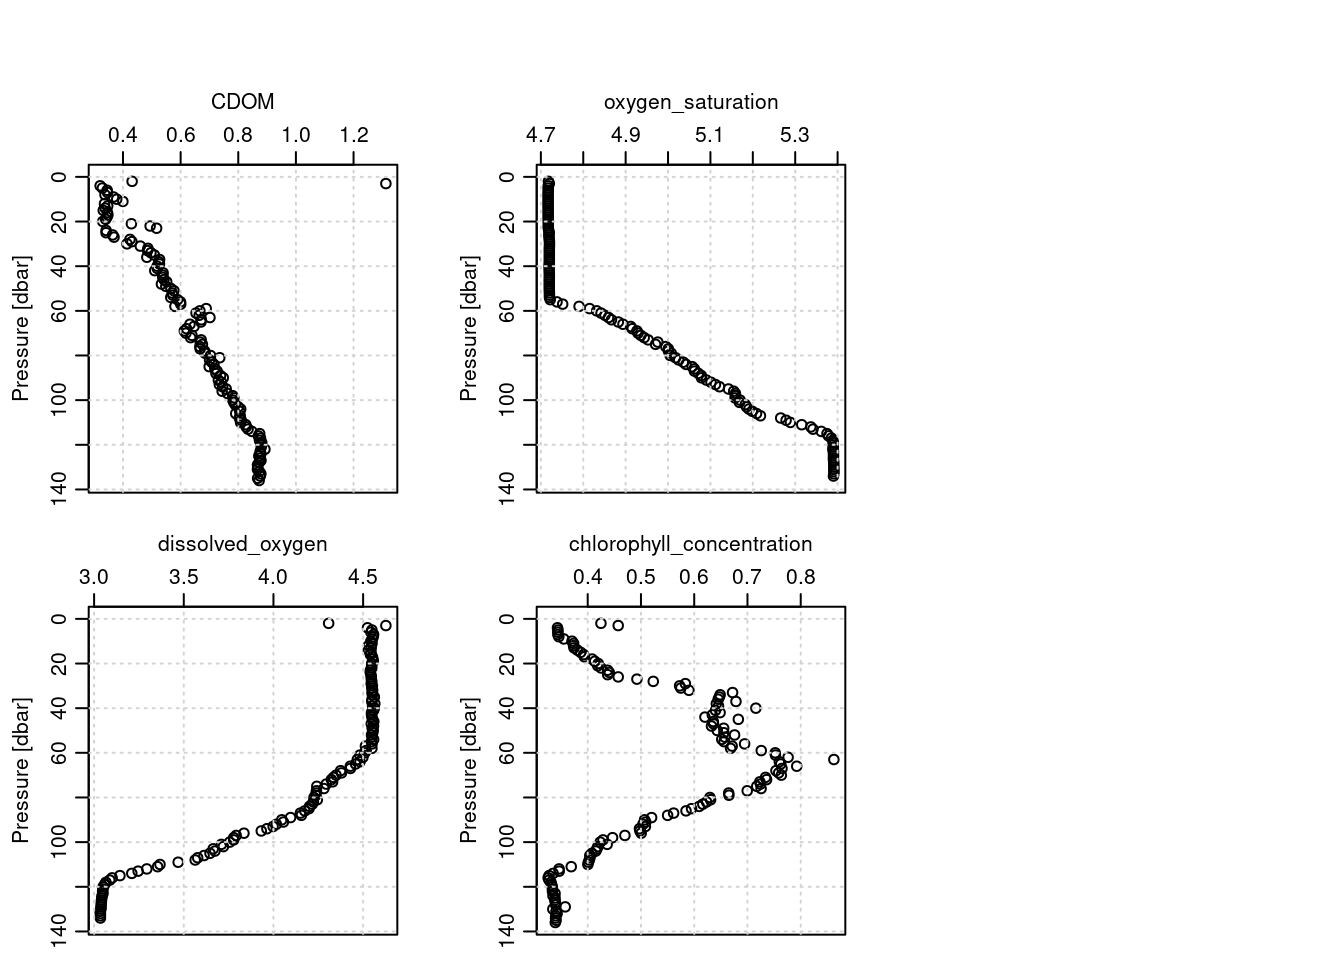 CDOM
0.4 0.6 0.8 1.0 1.2
Pressure [dbar]
0 20 40 60 100 140
oxygen_saturation
4.7 4.9 5.1 5.3
Pressure [dbar]
0 20 40 60 100 140
dissolved_oxygen
3.0 3.5 4.0 4.5
Pressure [dbar]
0 20 40 60 100 140
chlorophyll_concentration
0.4 0.5 0.6 0.7 0.8
Pressure [dbar]
0 20 40 60 100 140